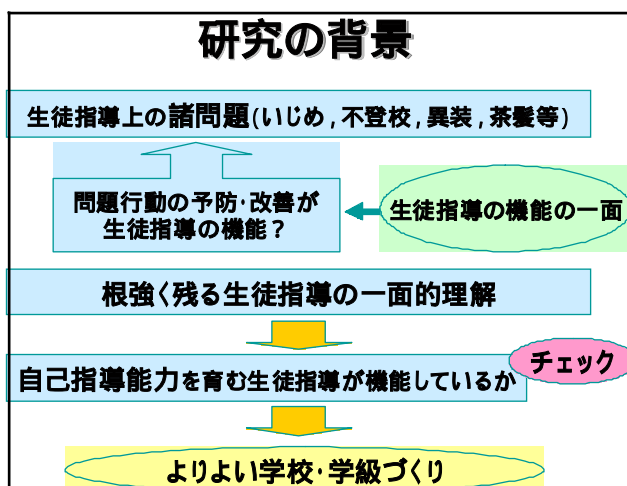 研究の背景
生徒指導上の諸問題(いじめ,不登校,異装,茶髪等)
問題行動の予防・改善が
生徒指導の機能?
生徒指導の機能の一面
根強く残る生徒指導の一面的理解
チェック
自己指導能力を育む生徒指導が機能しているか
よりよい学校・学級づくり